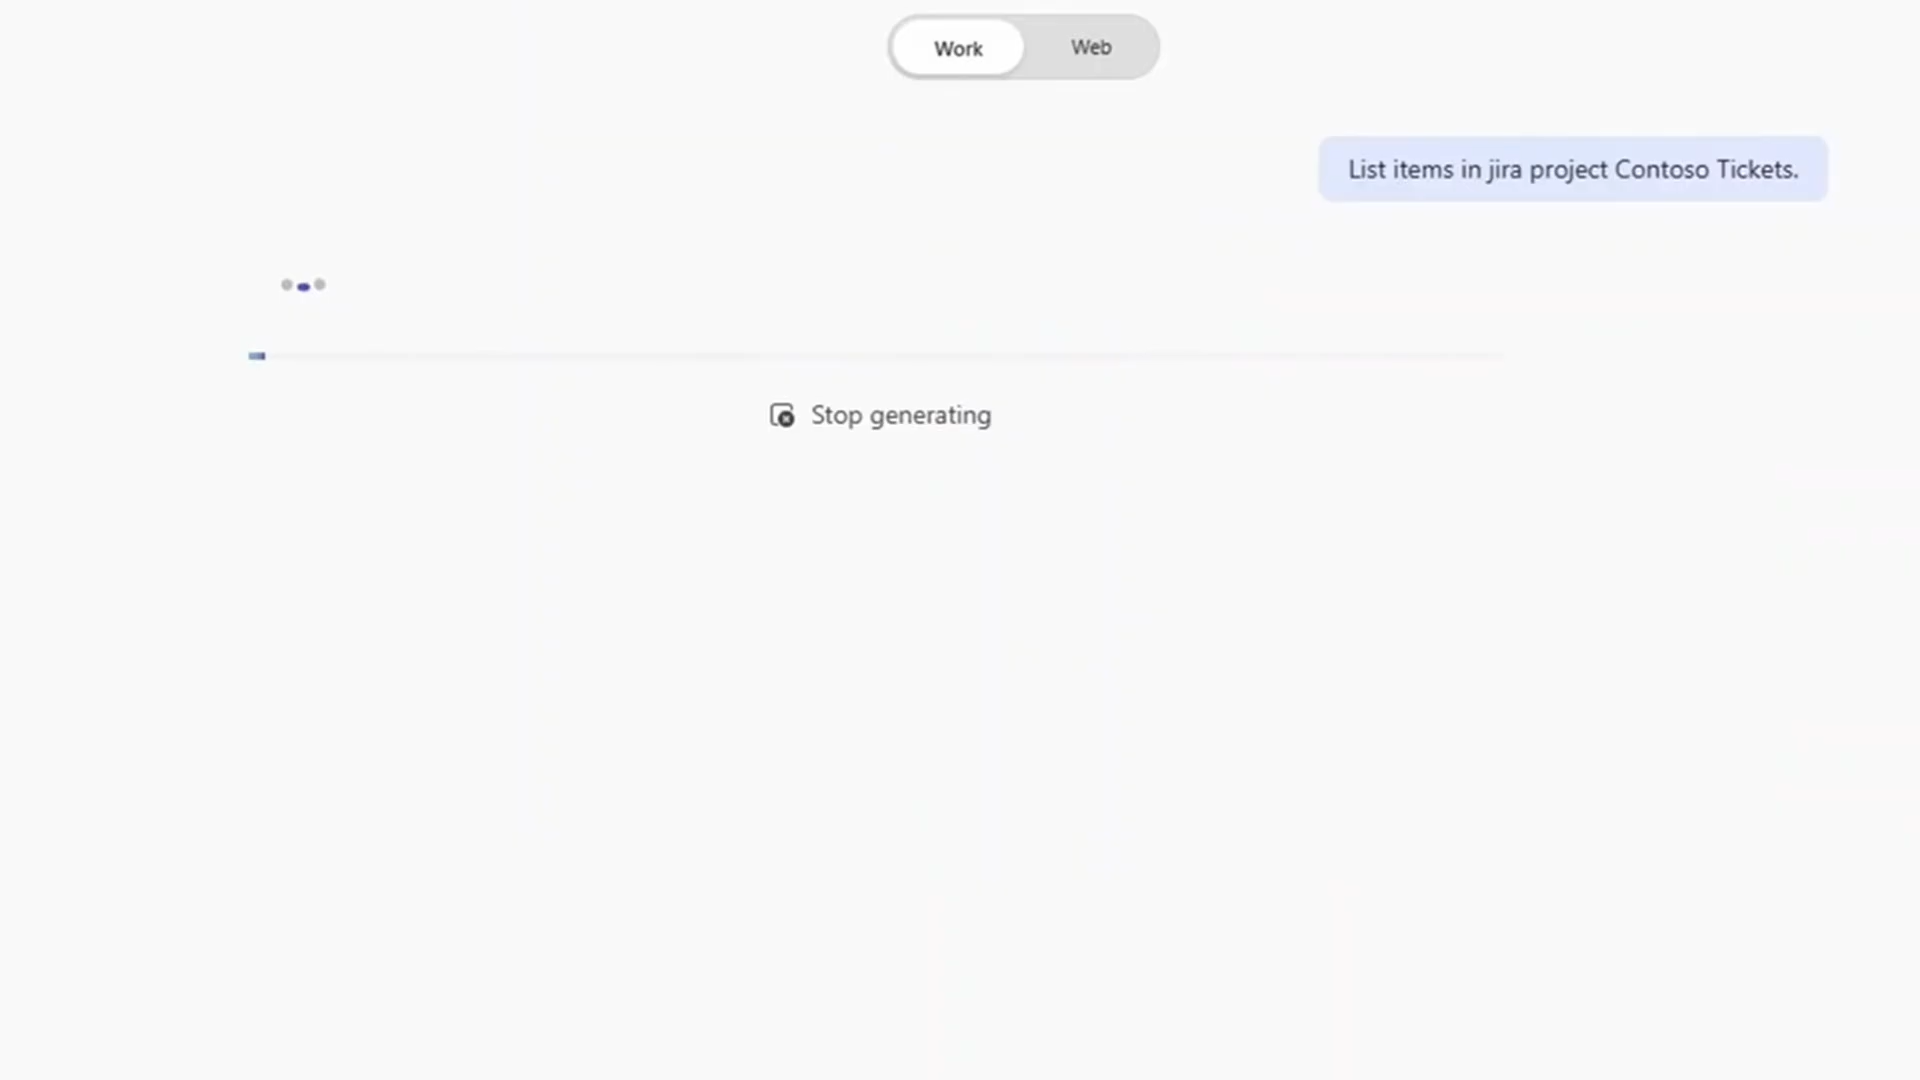 Work
Web
List items in jira project Contoso Tickets.
Stop generating